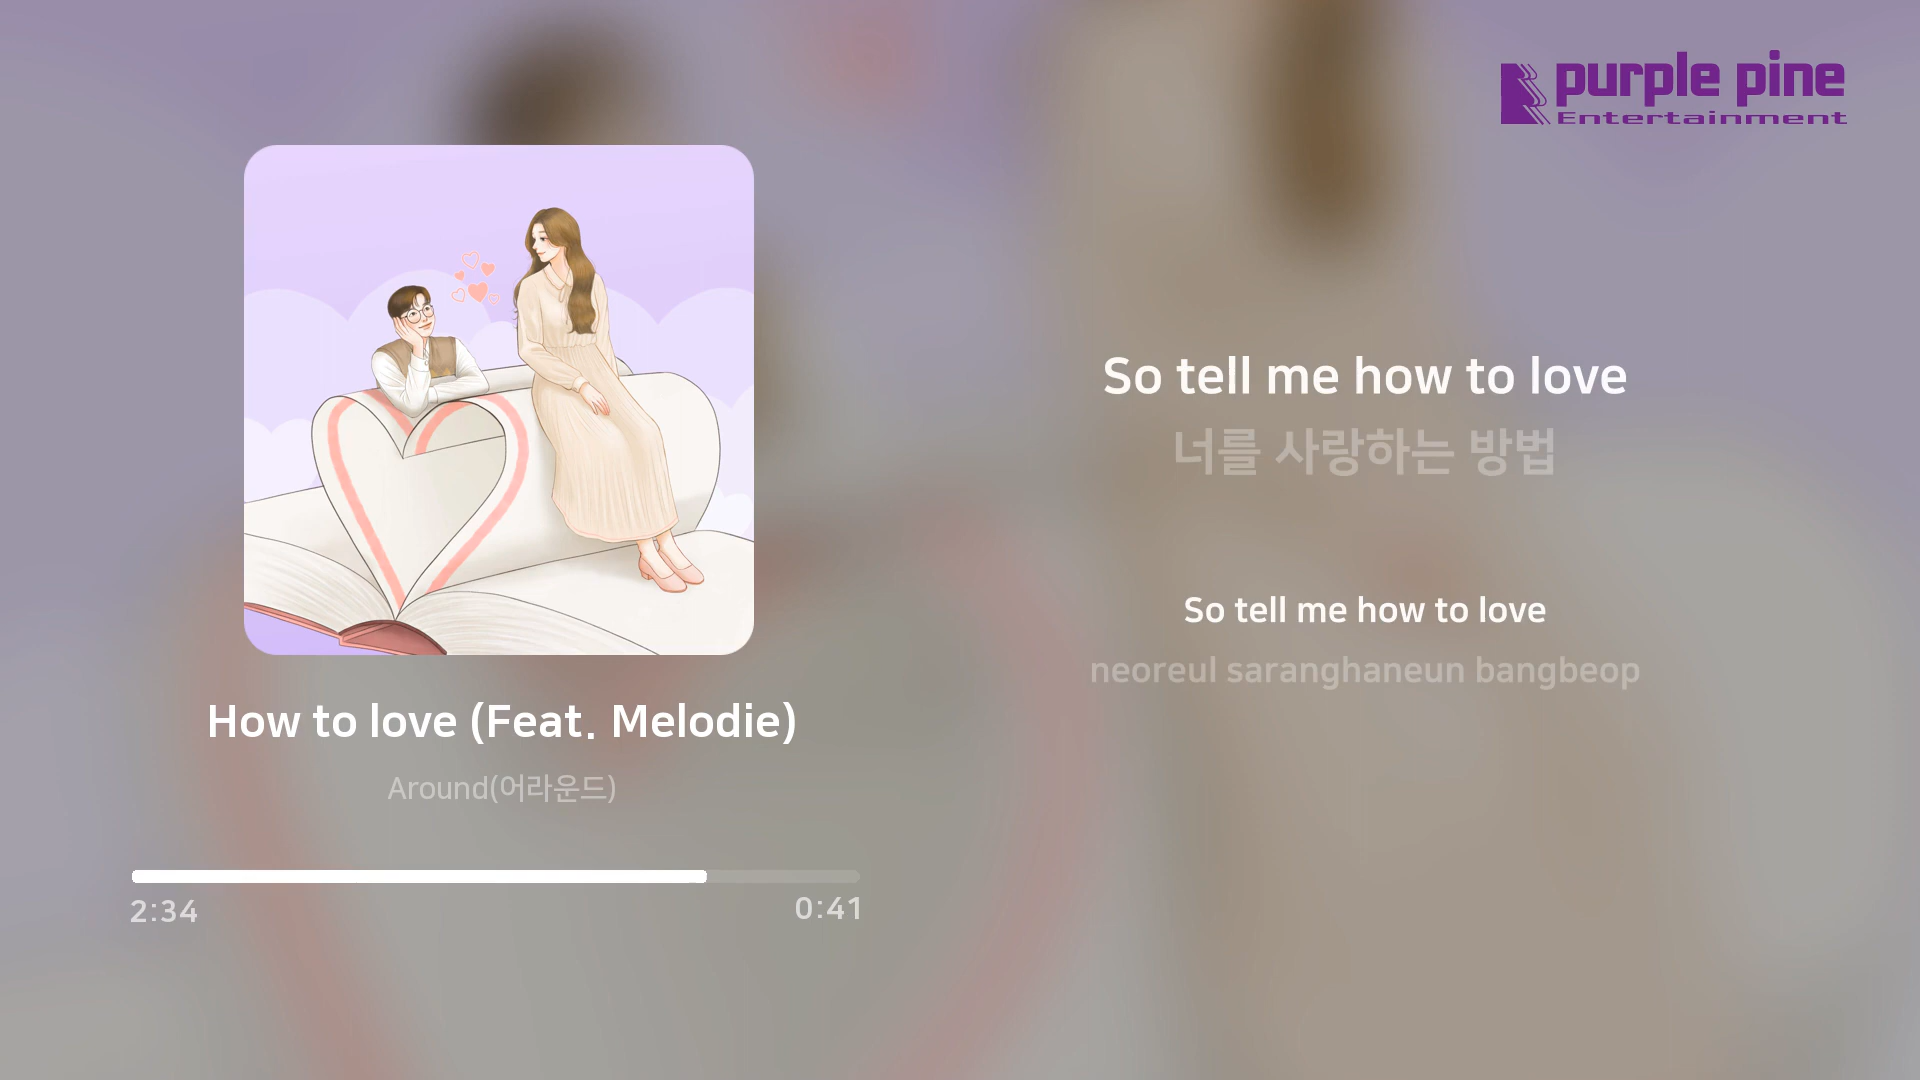 purple pine
Entertainment
How to love (Feat. Melodie)
Around(어라운드)
2:34
0:41
So tell me how to love
너를 사랑하는 방법
So tell me how to love
neoreul saranghaneun bangbeop